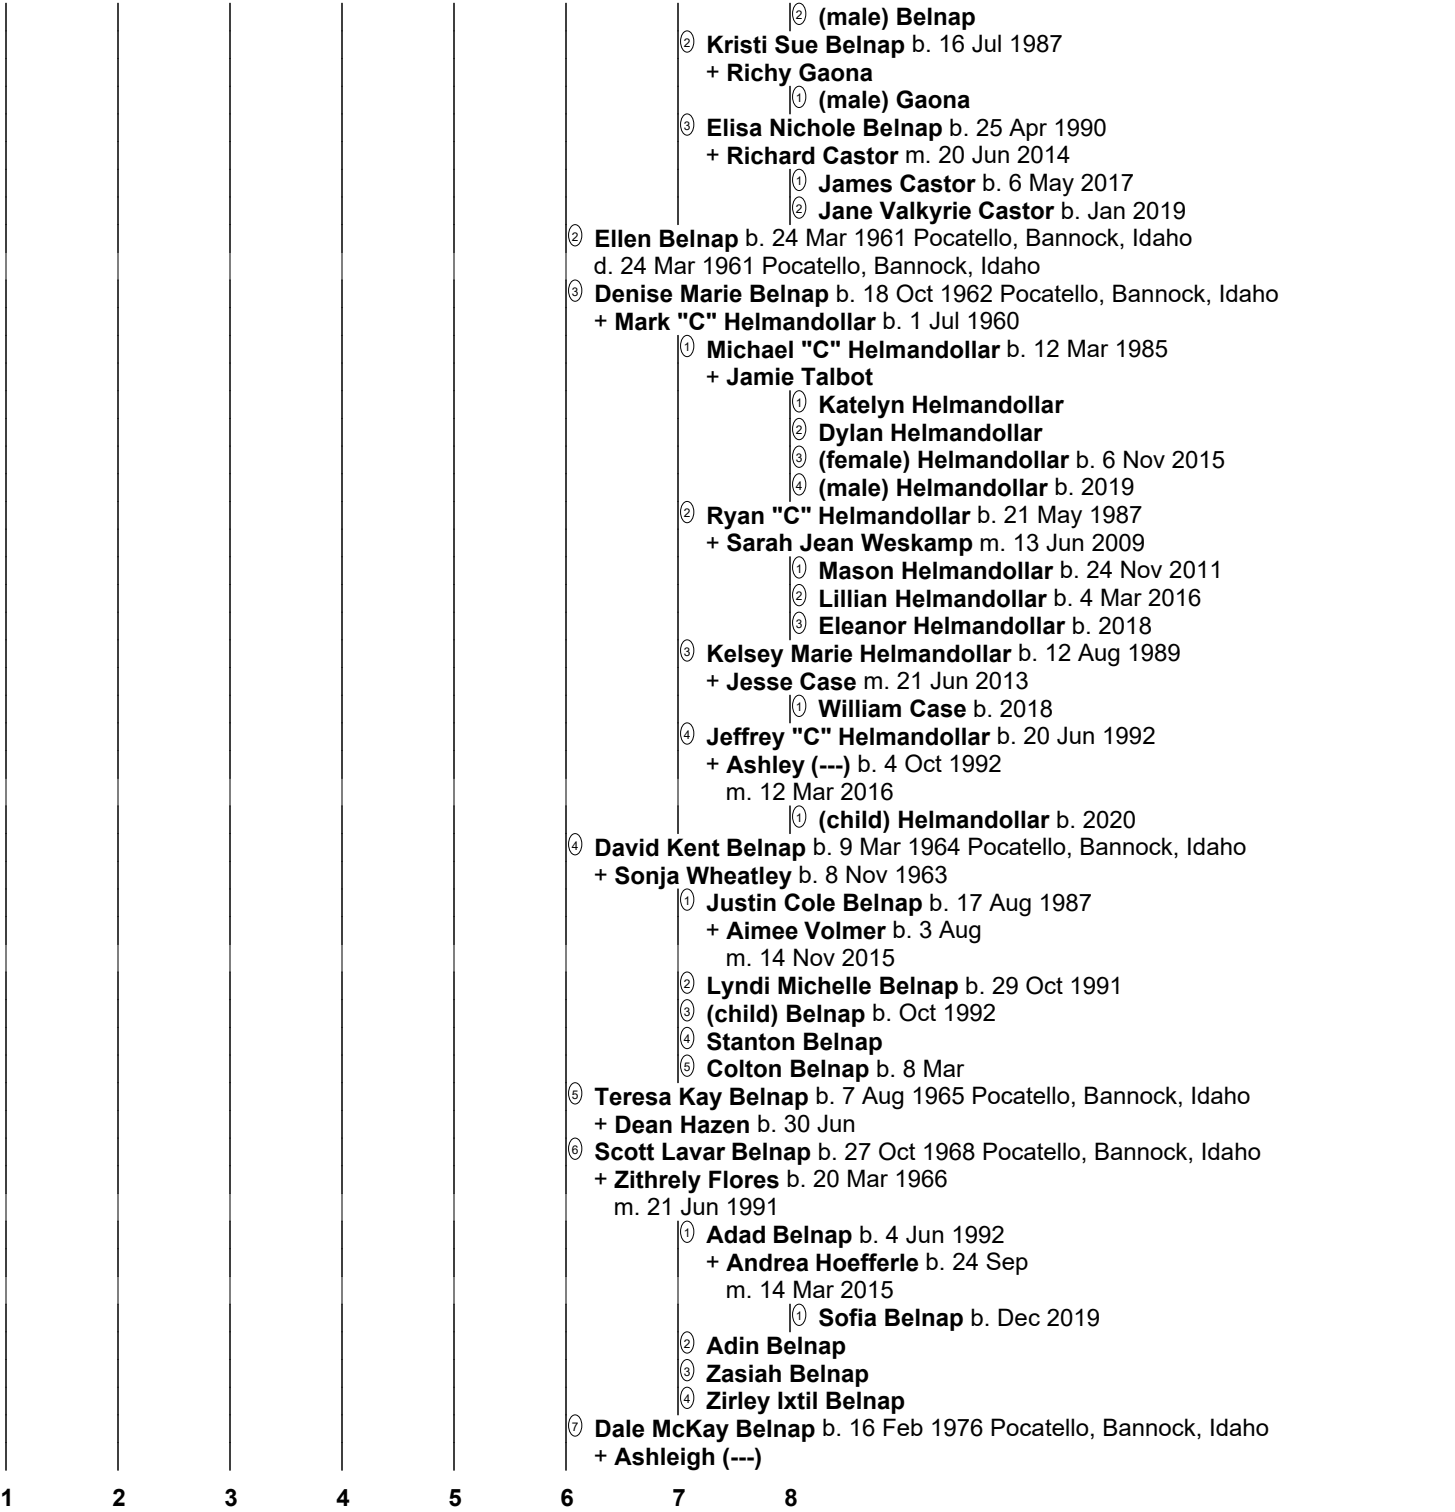 ② (male) Belnap
② Kristi Sue Belnap b. 16 Jul 1987
+ Richy Gaona
① (male) Gaona
③ Elisa Nichole Belnap b. 25 Apr 1990
+ Richard Castor m. 20 Jun 2014
① James Castor b. 6 May 2017
② Jane Valkyrie Castor b. Jan 2019
② Ellen Belnap b. 24 Mar 1961 Pocatello, Bannock, Idaho
d. 24 Mar 1961 Pocatello, Bannock, Idaho
③ Denise Marie Belnap b. 18 Oct 1962 Pocatello, Bannock, Idaho
+ Mark "C" Helmandollar b. 1 Jul 1960
① Michael "C" Helmandollar b. 12 Mar 1985
+ Jamie Talbot
① Katelyn Helmandollar
② Dylan Helmandollar
③ (female) Helmandollar b. 6 Nov 2015
④ (male) Helmandollar b. 2019
② Ryan "C" Helmandollar b. 21 May 1987
+ Sarah Jean Weskamp m. 13 Jun 2009
① Mason Helmandollar b. 24 Nov 2011
② Lillian Helmandollar b. 4 Mar 2016
③ Eleanor Helmandollar b. 2018
③ Kelsey Marie Helmandollar b. 12 Aug 1989
+ Jesse Case m. 21 Jun 2013
① William Case b. 2018
④ Jeffrey "C" Helmandollar b. 20 Jun 1992
+ Ashley (---) b. 4 Oct 1992
m. 12 Mar 2016
① (child) Helmandollar b. 2020
④ David Kent Belnap b. 9 Mar 1964 Pocatello, Bannock, Idaho
+ Sonja Wheatley b. 8 Nov 1963
① Justin Cole Belnap b. 17 Aug 1987
+ Aimee Volmer b. 3 Aug
m. 14 Nov 2015
② Lyndi Michelle Belnap b. 29 Oct 1991
③ (child) Belnap b. Oct 1992
④ Stanton Belnap
⑤ Colton Belnap b. 8 Mar
⑤ Teresa Kay Belnap b. 7 Aug 1965 Pocatello, Bannock, Idaho
+ Dean Hazen b. 30 Jun
⑥ Scott Lavar Belnap b. 27 Oct 1968 Pocatello, Bannock, Idaho
+ Zithrely Flores b. 20 Mar 1966
m. 21 Jun 1991
① Adad Belnap b. 4 Jun 1992
+ Andrea Hoefferle b. 24 Sep
m. 14 Mar 2015
① Sofia Belnap b. Dec 2019
② Adin Belnap
③ Zasiah Belnap
④ Zirley Ixtil Belnap
⑦ Dale McKay Belnap b. 16 Feb 1976 Pocatello, Bannock, Idaho
+ Ashleigh (---)
1 2 3 4 5 6 7 8